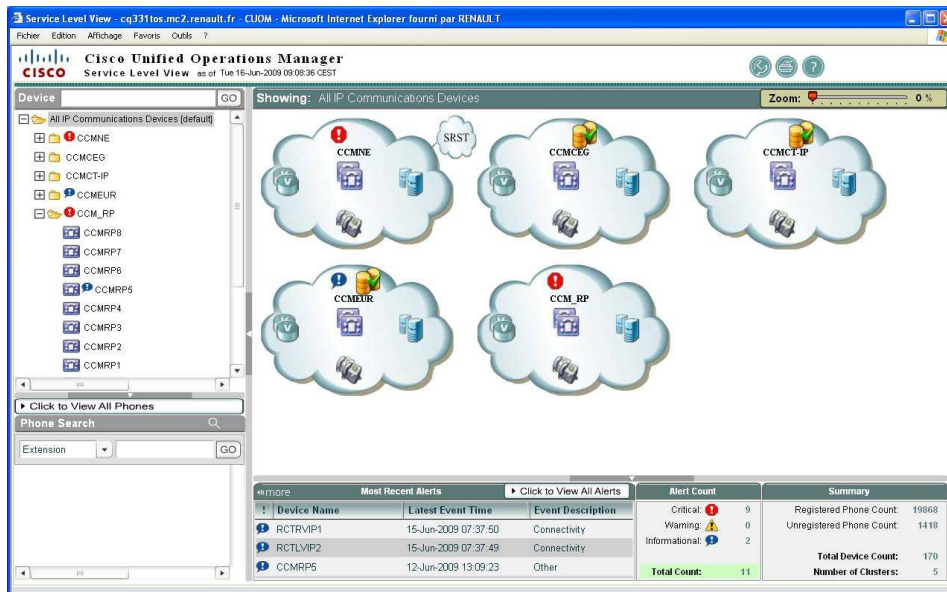 Service Level View - cq331tos.mc2.renault.fr - CUOM - Microsoft Internet Explorer fourni par RENAULT
Fichier Edition Affichage Favoris Outils ?
CISCO
Cisco Unified Operations Manager
Service Level View as of Tue 16-Jun-2009 09:08:36 CEST
Device GO
All IP Communications Devices (default)
CCMNE
CCMCEG
CCMCT-IP
CCMEUR
CCM_RP
CCMRP8
CCMRP7
CCMRP6
CCMRP5
CCMRP4
CCMRP3
CCMRP2
CCMRP1
Click to View All Phones
Phone Search
Extension GO
Showing: All IP Communications Devices
Zoom: 0 %
CCMNE
SRST
CCMCEG
CCMCT-IP
V
V
V
CCMEUR
CCM_RP
V
V
more Most Recent Alerts Click to View All Alerts
! Device Name Latest Event Time Event Description
RCTRVIP1 15-Jun-2009 07:37:50 Connectivity
RCTLVIP2 15-Jun-2009 07:37:49 Connectivity
CCMRP5 12-Jun-2009 13:09:23 Other
Alert Count
Critical: 9
Warning: 0
Informational: 2
Total Count: 11
Summary
Registered Phone Count: 19868
Unregistered Phone Count: 1418
Total Device Count: 170
Number of Clusters: 5